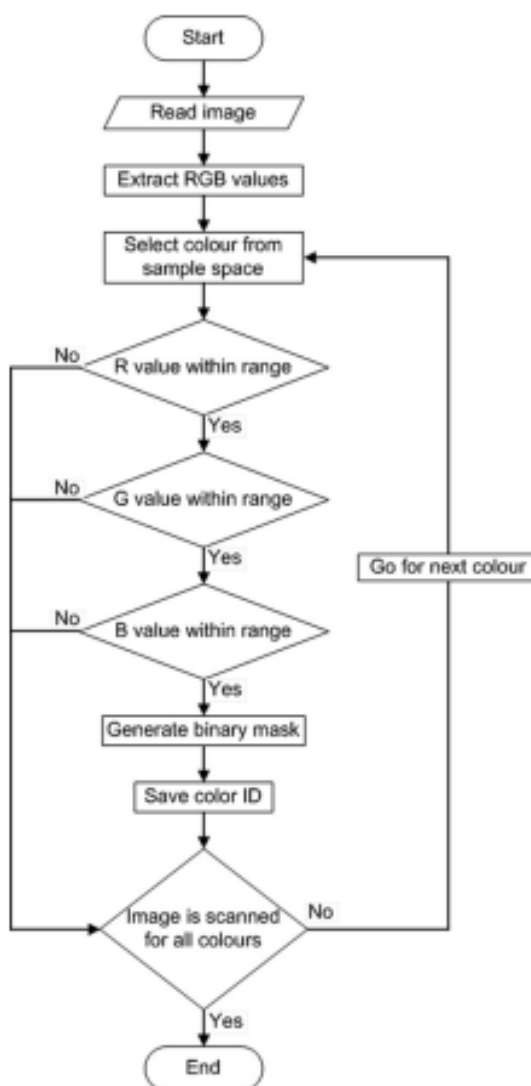 Start
Read image
Extract RGB values
Select colour from
sample space
No
R value within range
Yes
No
G value within range
Yes
Go for next colour
No
B value within range
Yes
Generate binary mask
Save color ID
Image is scanned
for all colours
No
Yes
End